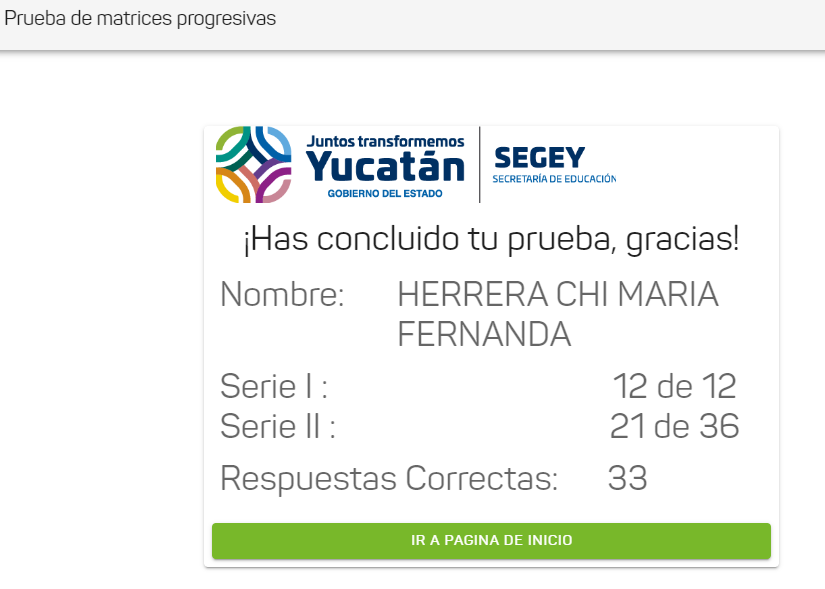 Prueba de matrices progresivas
Juntos transformemos
Yucatán
GOBIERNO DEL ESTADO
SEGEY
SECRETARÍA DE EDUCACIÓN
¡Has concluido tu prueba, gracias!
Nombre: HERRERA CHI MARIA
FERNANDA
Serie I : 12 de 12
Serie II : 21 de 36
Respuestas Correctas: 33
IR A PAGINA DE INICIO